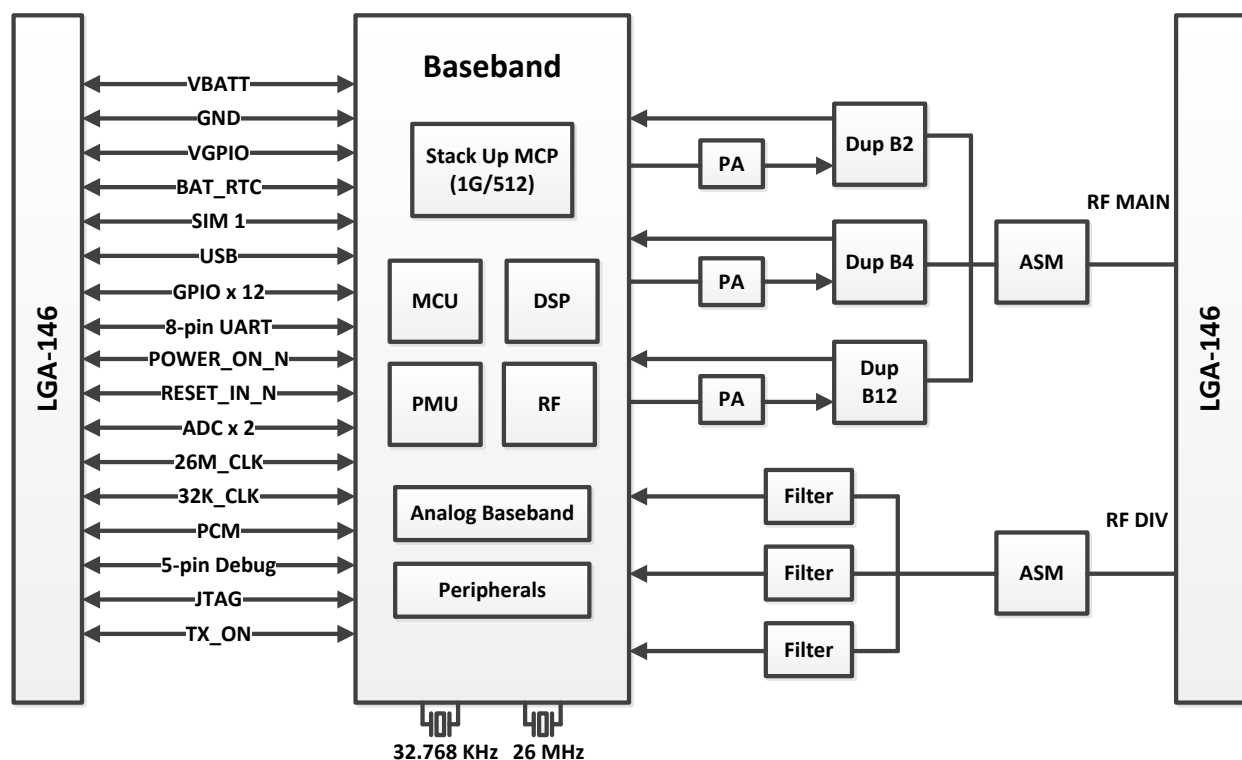 LGA-146
VBATT
GND
VGPIO
BAT_RTC
SIM 1
USB
GPIO x 12
8-pin UART
POWER_ON_N
RESET_IN_N
ADC x 2
26M_CLK
32K_CLK
PCM
5-pin Debug
JTAG
TX_ON
Baseband
Stack Up MCP
(1G/512)
MCU
DSP
PMU
RF
Analog Baseband
Peripherals
32.768 KHz
26 MHz
PA
Dup B2
PA
Dup B4
PA
Dup
B12
Filter
Filter
Filter
ASM
RF MAIN
ASM
RF DIV
LGA-146